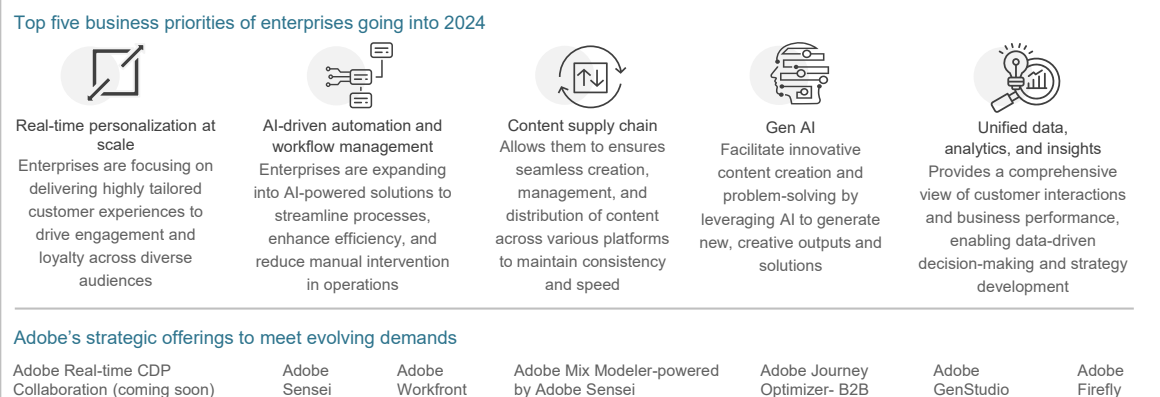 Top five business priorities of enterprises going into 2024
Real-time personalization at
scale
Enterprises are focusing on
delivering highly tailored
customer experiences to
drive engagement and
loyalty across diverse
audiences
AI-driven automation and
workflow management
Enterprises are expanding
into AI-powered solutions to
streamline processes,
enhance efficiency, and
reduce manual intervention
in operations
Content supply chain
Allows them to ensures
seamless creation,
management, and
distribution of content
across various platforms
to maintain consistency
and speed
Gen AI
Facilitate innovative
content creation and
problem-solving by
leveraging AI to generate
new, creative outputs and
solutions
Unified data,
analytics, and insights
Provides a comprehensive
view of customer interactions
and business performance,
enabling data-driven
decision-making and strategy
development
Adobe's strategic offerings to meet evolving demands
Adobe Real-time CDP
Collaboration (coming soon)
Adobe
Sensei
Adobe
Workfront
Adobe Mix Modeler-powered
by Adobe Sensei
Adobe Journey
Optimizer- B2B
Adobe
GenStudio
Adobe
Firefly